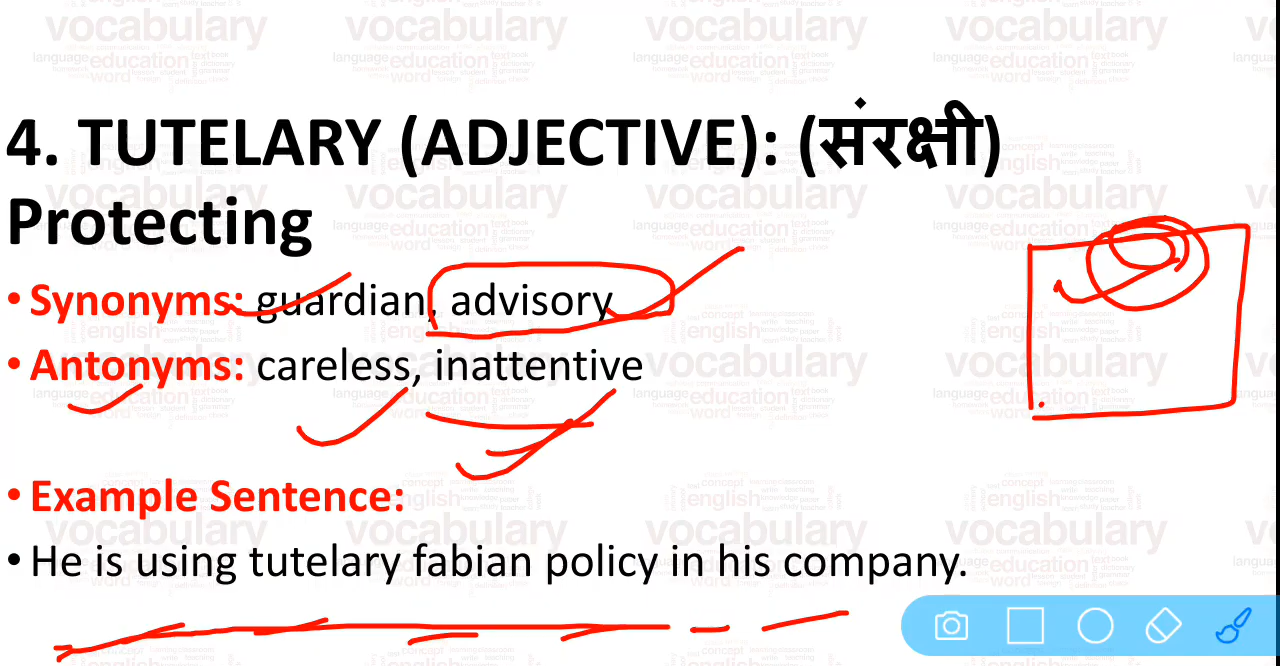 4. TUTELARY (ADJECTIVE): (संरक्षी)
Protecting
• Synonyms: guardian, advisory
• Antonyms: careless, inattentive
• Example Sentence:
• He is using tutelary fabian policy in his company.